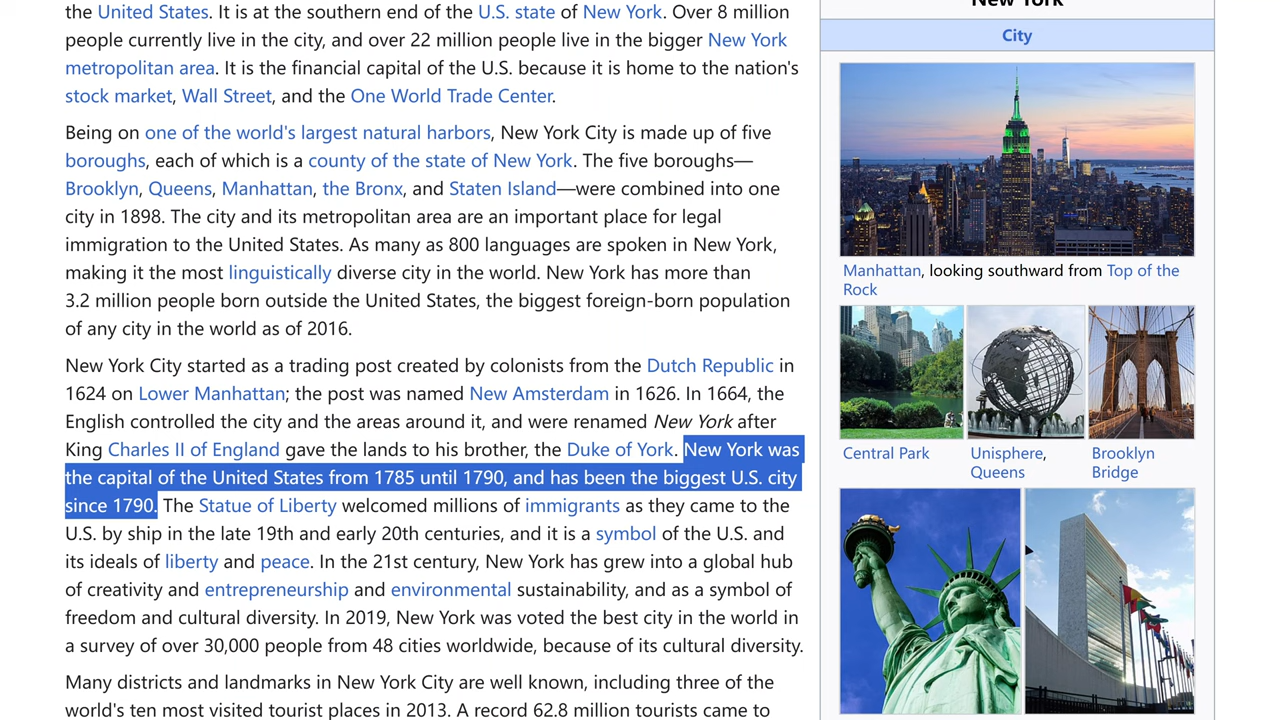 the United States. It is at the southern end of the U.S. state of New York. Over 8 million
people currently live in the city, and over 22 million people live in the bigger New York
metropolitan area. It is the financial capital of the U.S. because it is home to the nation's
stock market, Wall Street, and the One World Trade Center.
Being on one of the world's largest natural harbors, New York City is made up of five
boroughs, each of which is a county of the state of New York. The five boroughs—
Brooklyn, Queens, Manhattan, the Bronx, and Staten Island—were combined into one
city in 1898. The city and its metropolitan area are an important place for legal
immigration to the United States. As many as 800 languages are spoken in New York,
making it the most linguistically diverse city in the world. New York has more than
3.2 million people born outside the United States, the biggest foreign-born population
of any city in the world as of 2016.
New York City started as a trading post created by colonists from the Dutch Republic in
1624 on Lower Manhattan; the post was named New Amsterdam in 1626. In 1664, the
English controlled the city and the areas around it, and were renamed New York after
King Charles II of England gave the lands to his brother, the Duke of York. New York was
the capital of the United States from 1785 until 1790, and has been the biggest U.S. city
since 1790. The Statue of Liberty welcomed millions of immigrants as they came to the
U.S. by ship in the late 19th and early 20th centuries, and it is a symbol of the U.S. and
its ideals of liberty and peace. In the 21st century, New York has grew into a global hub
of creativity and entrepreneurship and environmental sustainability, and as a symbol of
freedom and cultural diversity. In 2019, New York was voted the best city in the world in
a survey of over 30,000 people from 48 cities worldwide, because of its cultural diversity.
Many districts and landmarks in New York City are well known, including three of the
world's ten most visited tourist places in 2013. A record 62.8 million tourists came to
New York
City
Manhattan, looking southward from Top of the
Rock
Central Park
Unisphere,
Queens
Brooklyn
Bridge